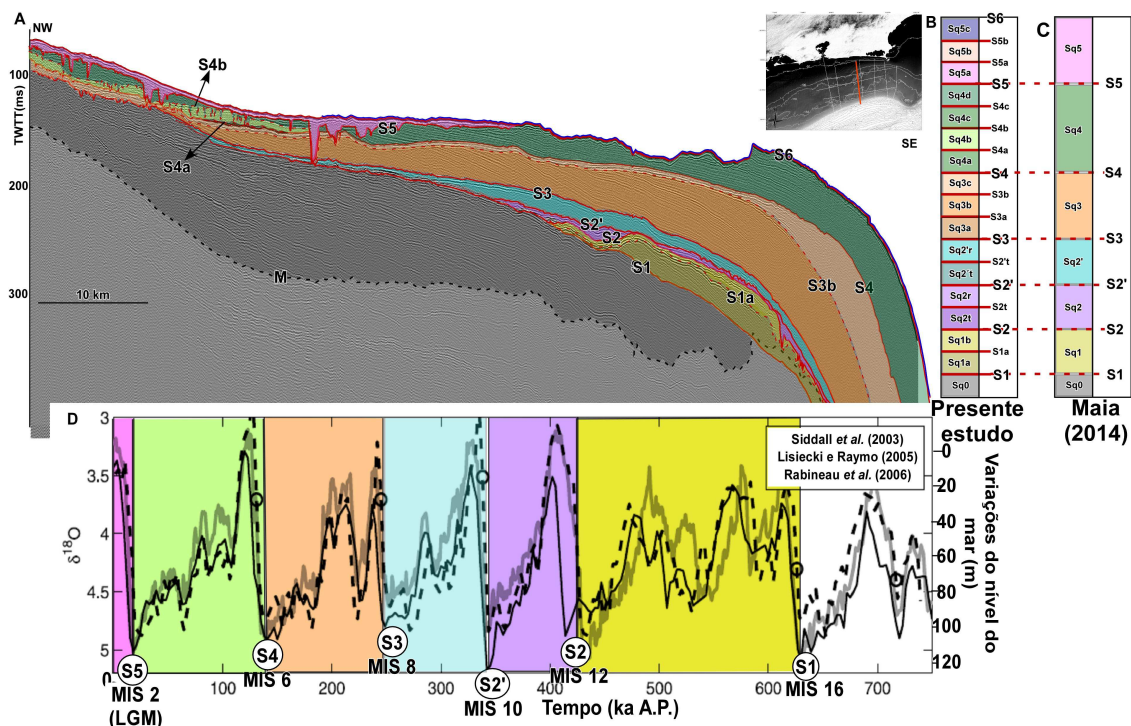 A
NW
S4b
100
TWTT(ms)
S5
S4a
S6
SE
200
S3
S2'
S2
S1
S1a
S3b
S4
M
300
10 km
B
S6
Sq5c
S5b
Sq5b
S5a
Sq5a
S5
Sq4d
S4c
Sq4c
S4b
Sq4b
S4a
Sq4a
S4
Sq3c
S3b
Sq3b
S3a
Sq3a
S3
Sq2'r
S2't
Sq2't
S2'
Sq2r
S2t
Sq2t
S2
Sq1b
S1a
Sq1a
S1
Sq0
Presente
estudo
C
Sq5
S5
Sq4
S4
Sq3
S3
Sq2'
S2'
Sq2
S2
Sq1
S1
Sq0
Maia
(2014)
D
3
3.5
4
4.5
5
δ18O
Siddall et al. (2003)
Lisiecki e Raymo (2005)
Rabineau et al. (2006)
0
20
40
60
80
100
120
Variações do nível do
mar (m)
0 100 200 300 400 500 600 700
S5
MIS 2
(LGM)
S4
MIS 6
S3
MIS 8
S2'
MIS 10
S2
MIS 12
S1
MIS 16
Tempo (ka A.P.)